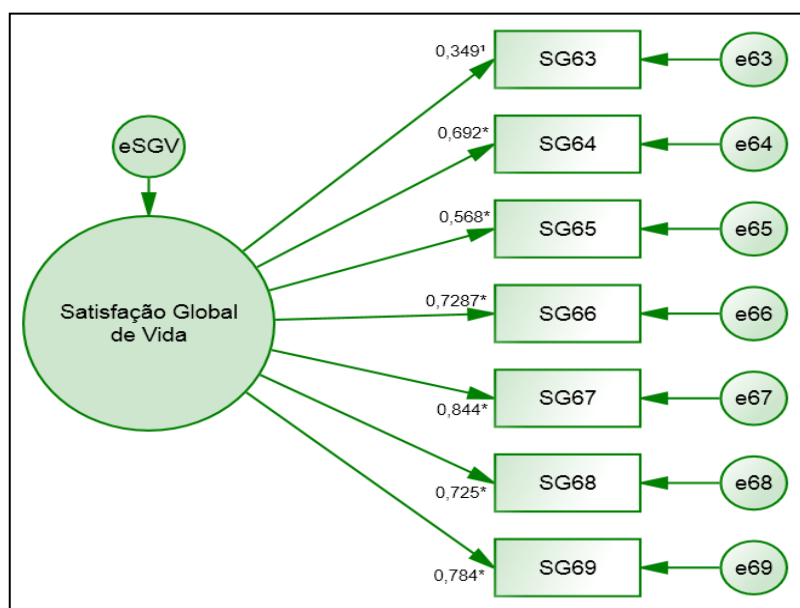 0,349¹
SG63
e63
eSGV
0,692*
SG64
e64
0,568*
SG65
e65
Satisfação Global
de Vida
0,7287*
SG66
e66
0,844*
SG67
e67
0,725*
SG68
e68
0,784*
SG69
e69